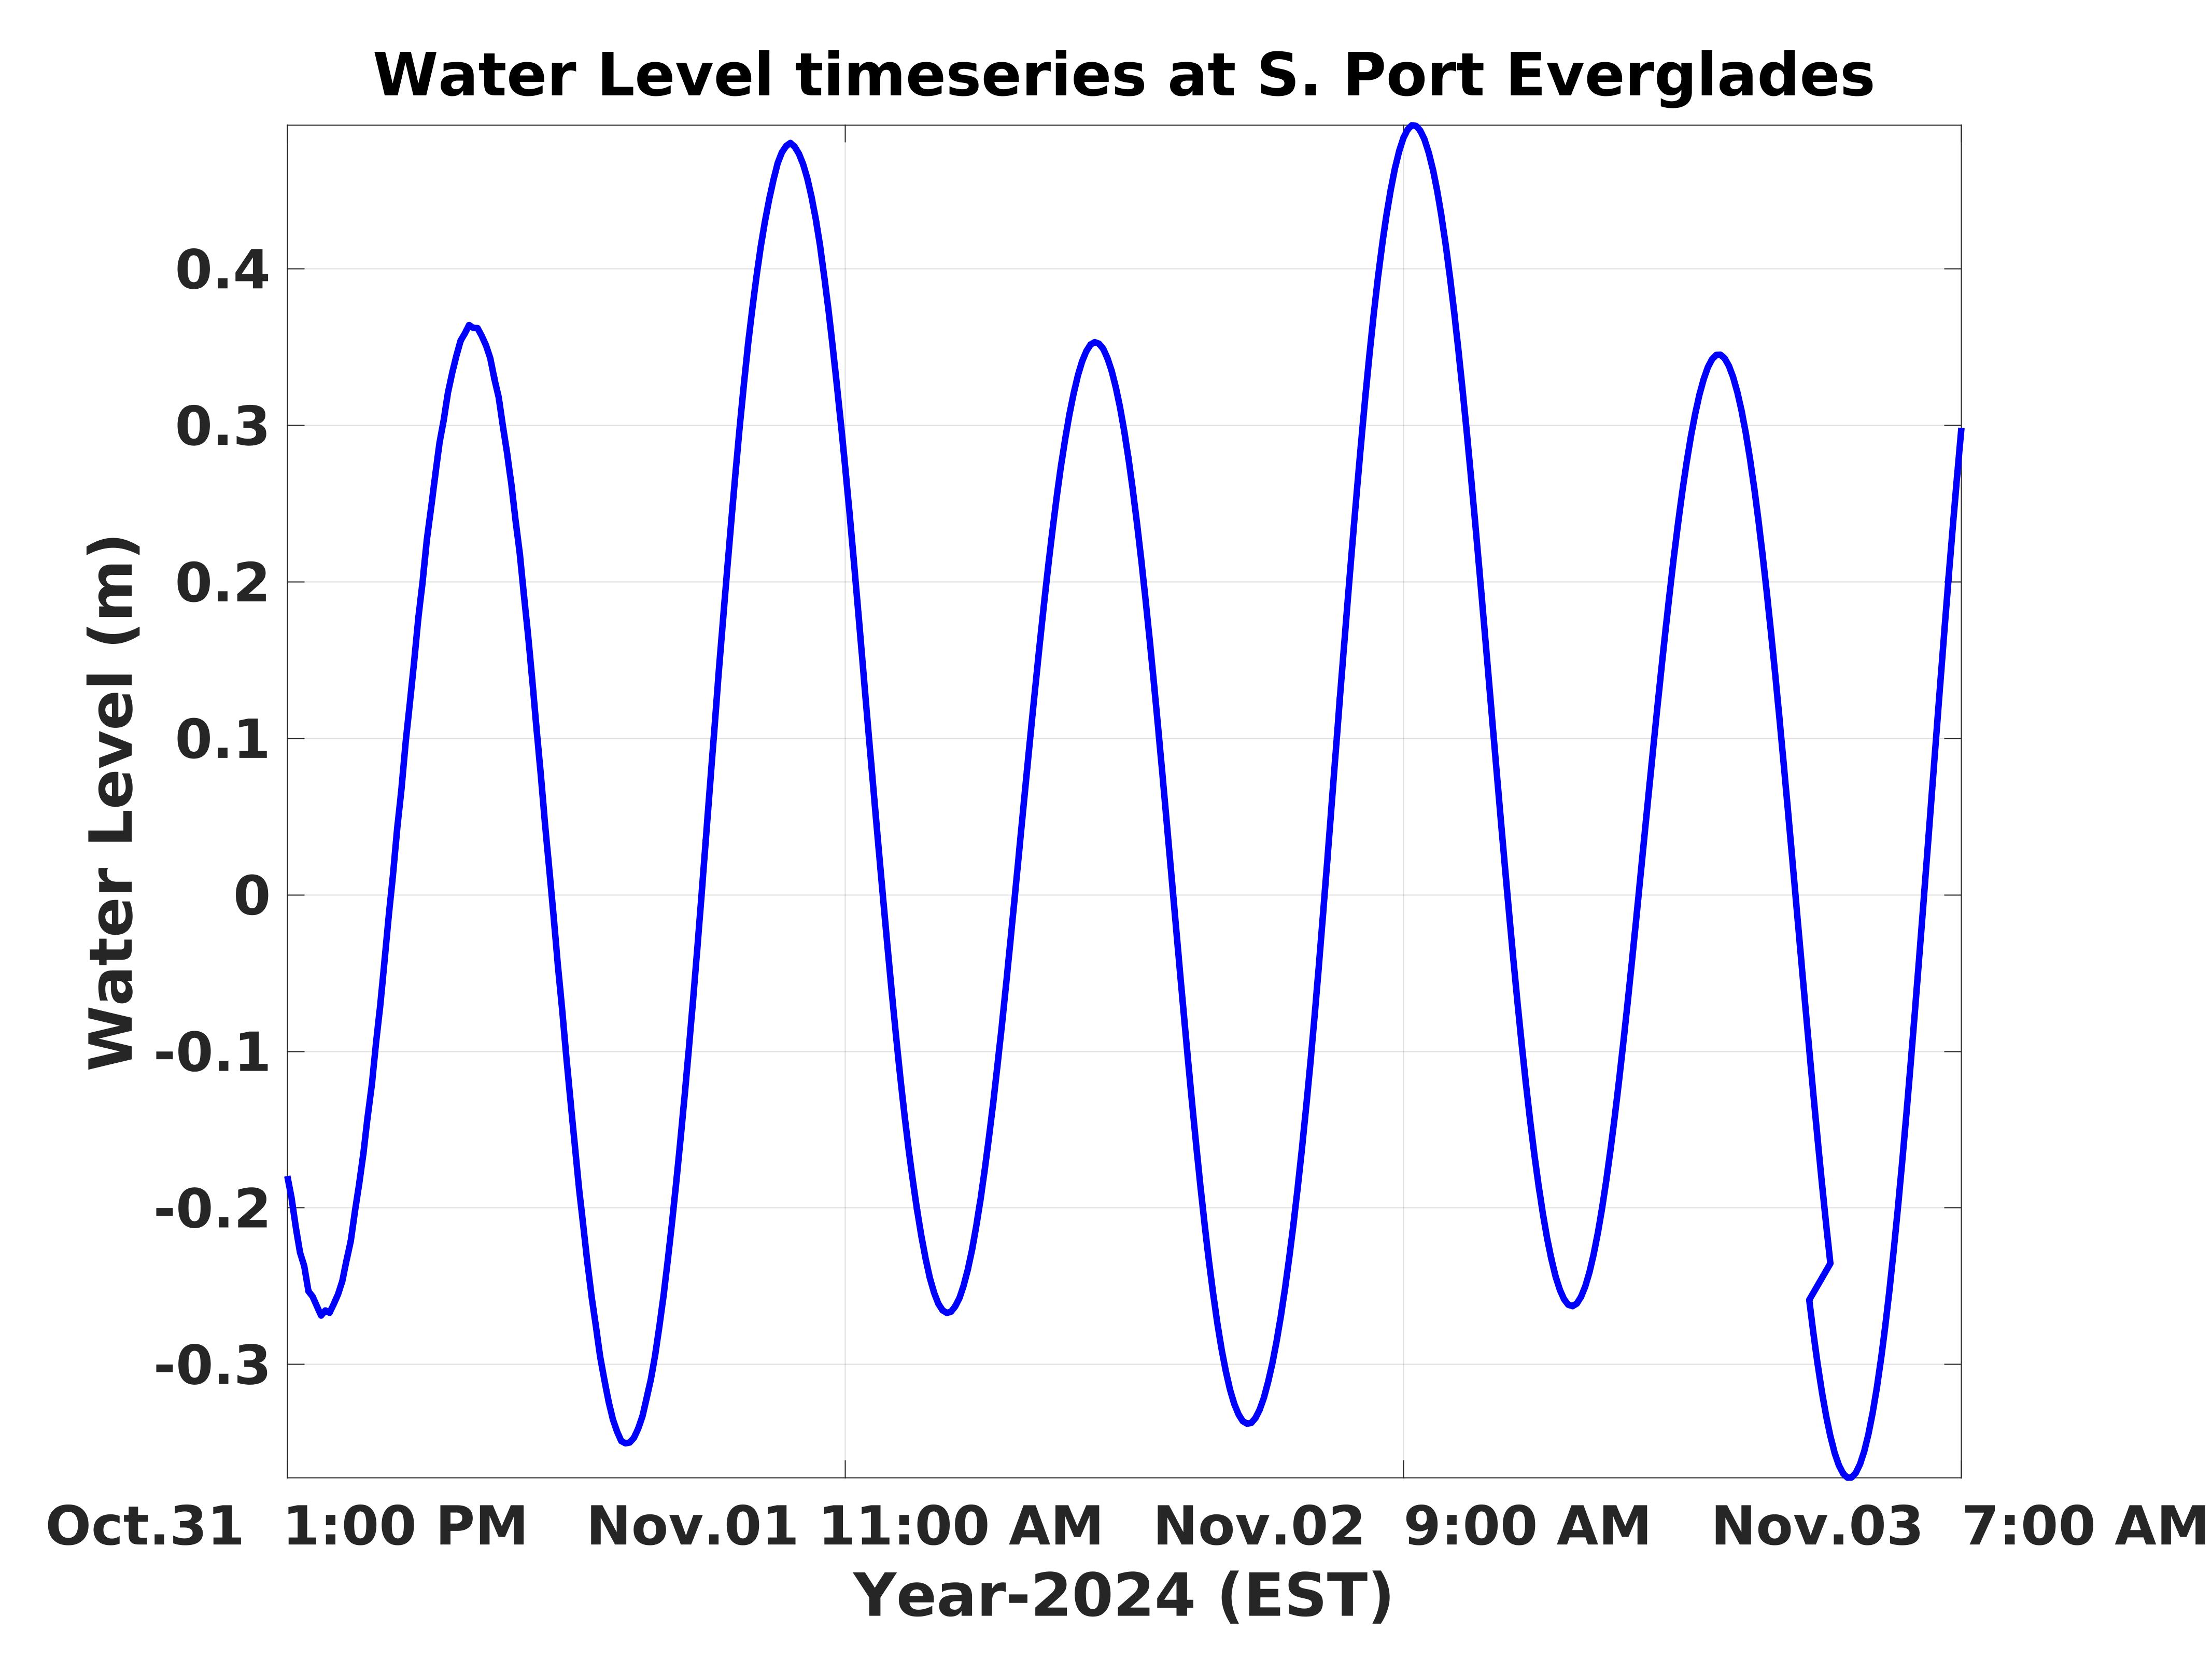 Water Level timeseries at S. Port Everglades
Water Level (m)
0.4
0.3
0.2
0.1
0
-0.1
-0.2
-0.3
Oct.31 1:00 PM Nov.01 11:00 AM Nov.02 9:00 AM Nov.03 7:00 AM
Year-2024 (EST)